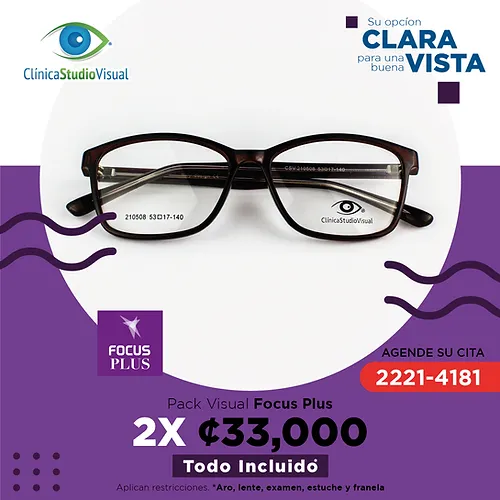 ClínicaStudioVisual
Su opción
CLARA
para una
buena VISTA
CSV 210508 53□17-140
210508 53□17-140
ClínicaStudioVisual
FOCUS
PLUS
AGENDE SU CITA
2221-4181
Pack Visual Focus Plus
2X ₡33,000
Todo Incluido*
Aplican restricciones. *Aro, lente, examen, estuche y franela